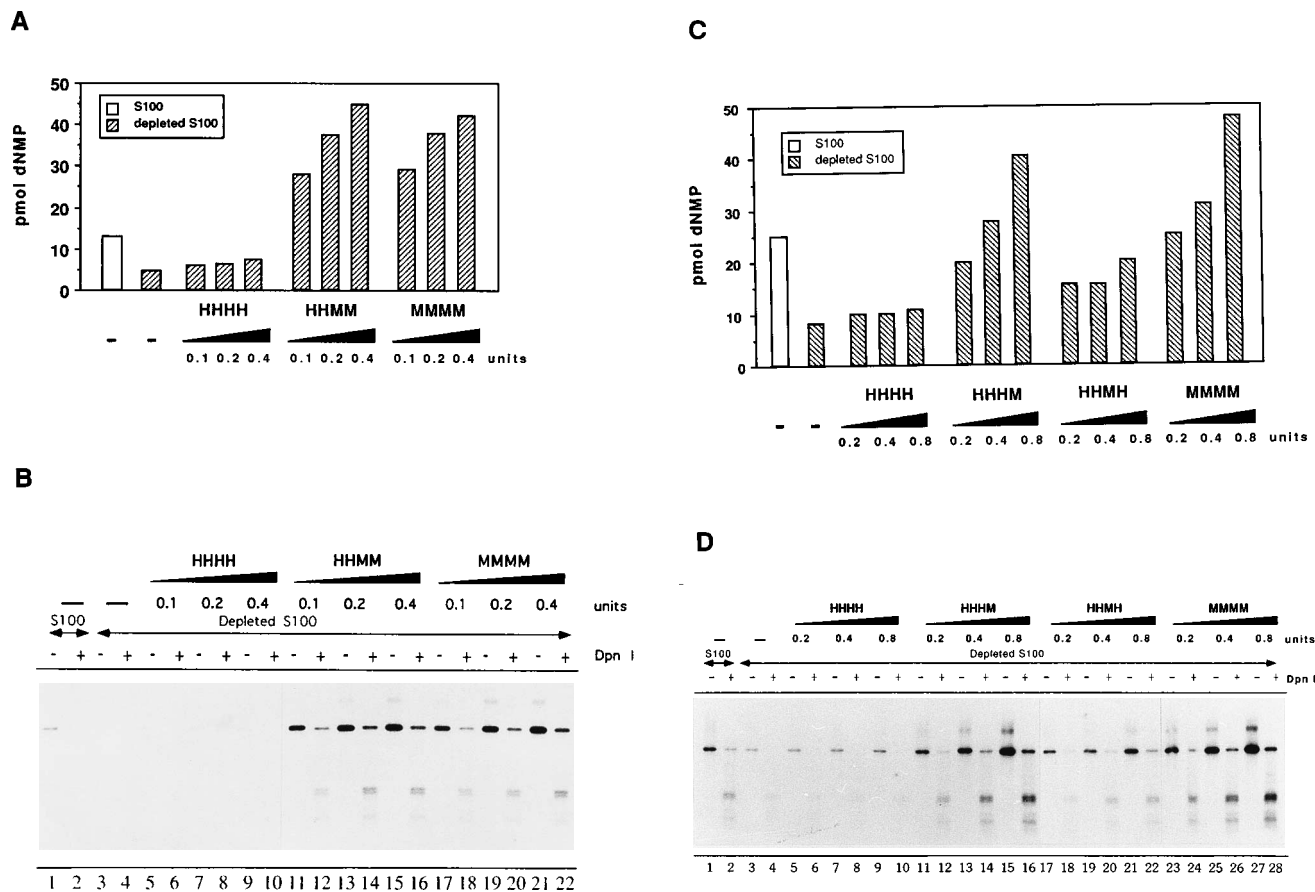 A
50
40
30
20
10
0
pmol dNMP
S100
depleted S100
HHHH HHMM MMMM
- - 0.1 0.2 0.4 0.1 0.2 0.4 0.1 0.2 0.4 units
C
50
40
30
20
10
0
pmol dNMP
S100
depleted S100
HHHH HHHM HHMH MMMM
- - 0.2 0.4 0.8 0.2 0.4 0.8 0.2 0.4 0.8 0.2 0.4 0.8 units
B
HHHH HHMM MMMM
— — 0.1 0.2 0.4 0.1 0.2 0.4 0.1 0.2 0.4 units
S100 Depleted S100
- + - + - + - + - + - + - + - + - + - + - + Dpn I
1 2 3 4 5 6 7 8 9 10 11 12 13 14 15 16 17 18 19 20 21 22
D
HHHH HHHM HHMH MMMM
— — 0.2 0.4 0.8 0.2 0.4 0.8 0.2 0.4 0.8 0.2 0.4 0.8 units
S100 Depleted S100
- + - + - + - + - + - + - + - + - + - + - + - + - + - + Dpn I
1 2 3 4 5 6 7 8 9 10 11 12 13 14 15 16 17 18 19 20 21 22 23 24 25 26 27 28